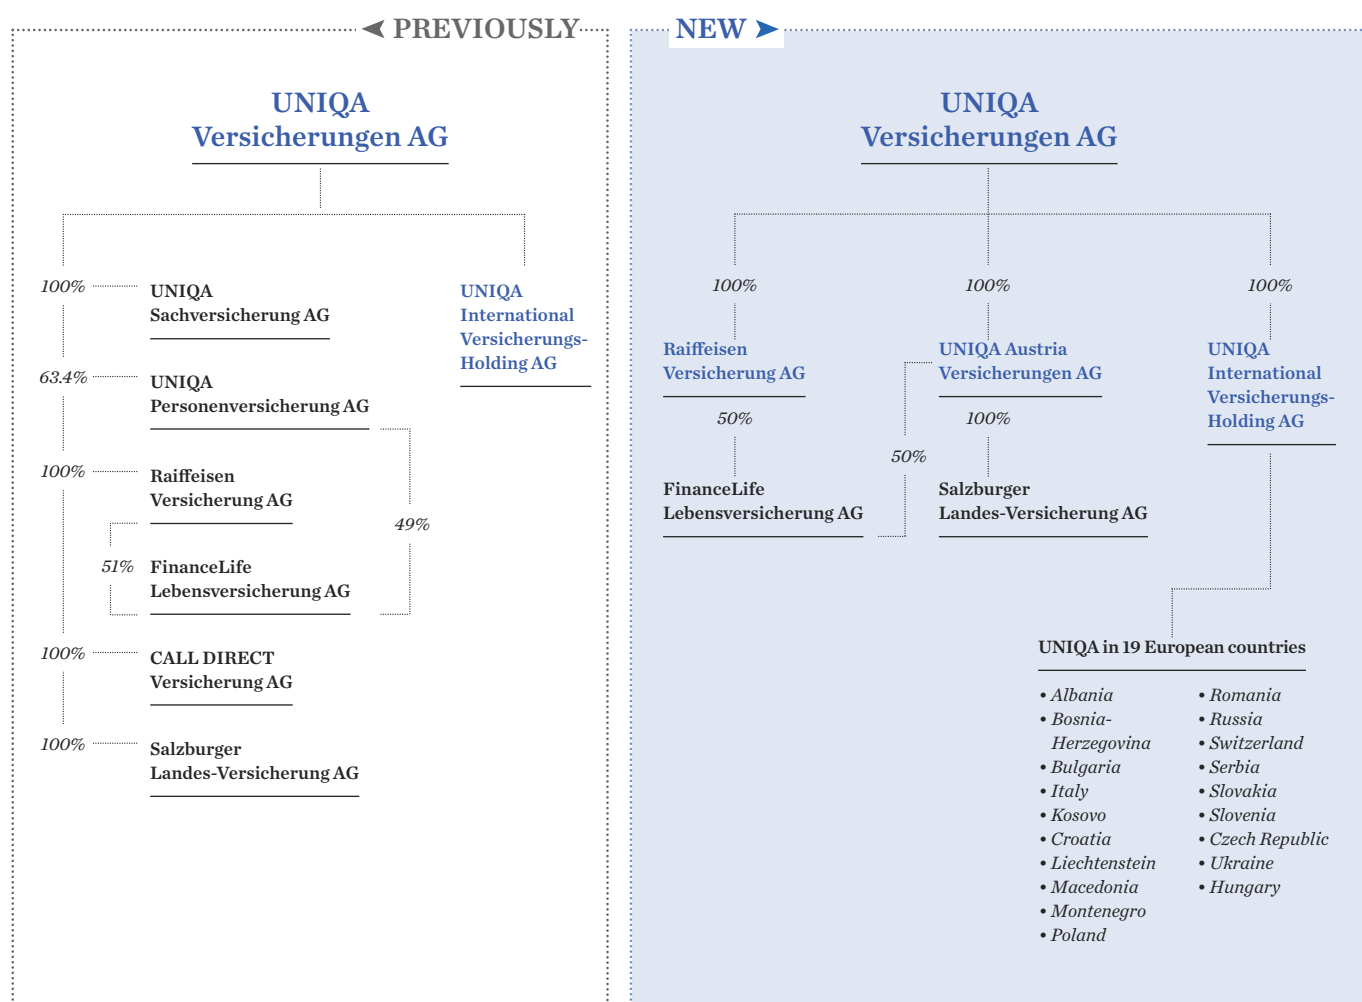 PREVIOUSLY
UNIQA
Versicherungen AG
100%
UNIQA
Sachversicherung AG
63.4%
UNIQA
Personenversicherung AG
100%
Raiffeisen
Versicherung AG
51%
FinanceLife
Lebensversicherung AG
49%
100%
CALL DIRECT
Versicherung AG
100%
Salzburger
Landes-Versicherung AG
UNIQA
International
Versicherungs-
Holding AG
NEW
UNIQA
Versicherungen AG
100%
Raiffeisen
Versicherung AG
50%
FinanceLife
Lebensversicherung AG
50%
100%
UNIQA Austria
Versicherungen AG
100%
Salzburger
Landes-Versicherung AG
100%
UNIQA
International
Versicherungs-
Holding AG
UNIQA in 19 European countries
• Albania
• Bosnia-
Herzegovina
• Bulgaria
• Italy
• Kosovo
• Croatia
• Liechtenstein
• Macedonia
• Montenegro
• Poland
• Romania
• Russia
• Switzerland
• Serbia
• Slovakia
• Slovenia
• Czech Republic
• Ukraine
• Hungary